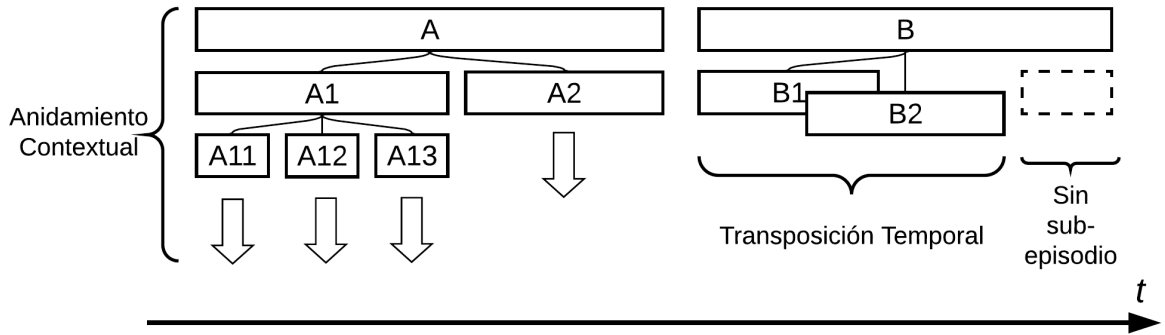 A
B
A1
A2
B1
B2
Anidamiento
Contextual
A11
A12
A13
Sin
sub-
episodio
Transposición Temporal
t